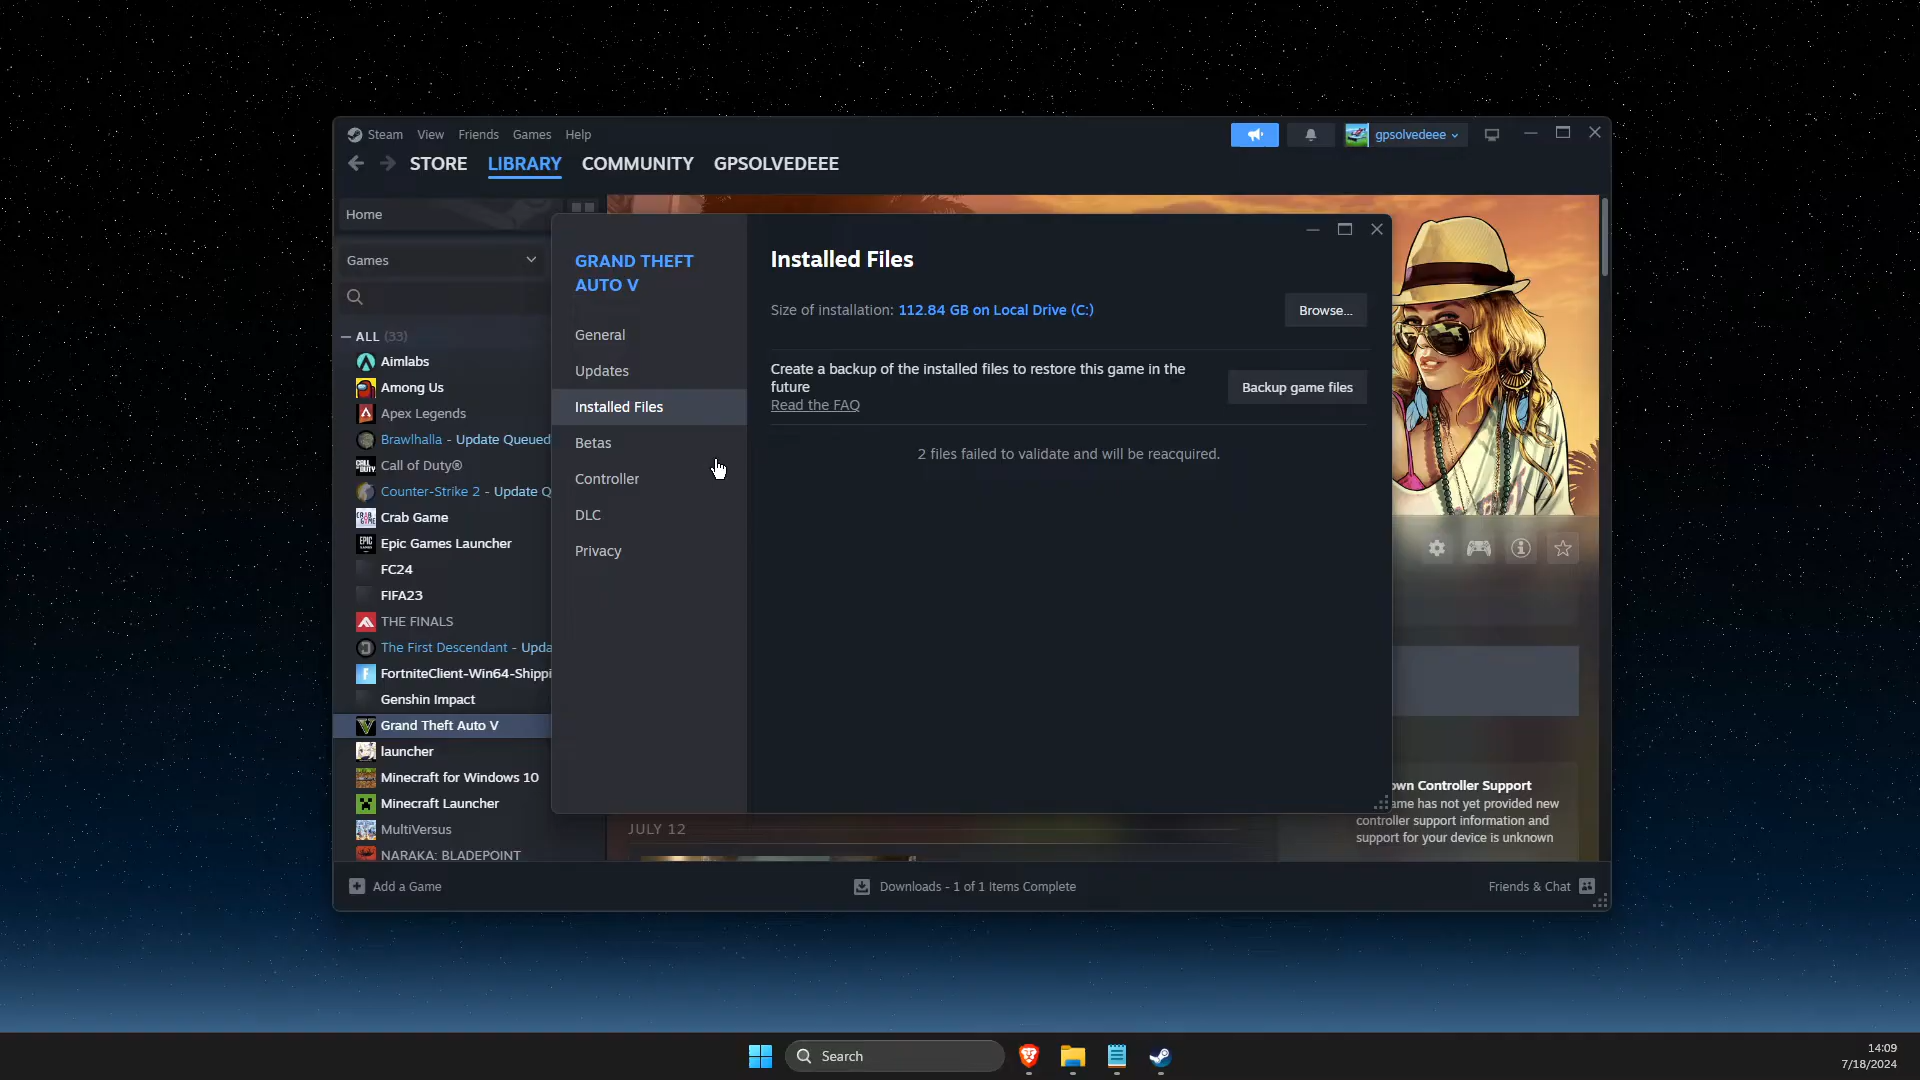 Steam View Friends Games Help
gpsolvedeee
STORE LIBRARY COMMUNITY GPSOLVEDEEE
Home
Games
ALL (33)
Aimlabs
Among Us
Apex Legends
Brawlhalla - Update Queued
Call of Duty®
Counter-Strike 2 - Update Q
Crab Game
Epic Games Launcher
FC24
FIFA23
THE FINALS
The First Descendant - Upda
FortniteClient-Win64-Shippi
Genshin Impact
Grand Theft Auto V
launcher
Minecraft for Windows 10
Minecraft Launcher
MultiVersus
NARAKA: BLADEPOINT
GRAND THEFT
AUTO V
General
Updates
Installed Files
Betas
Controller
DLC
Privacy
Installed Files
Size of installation: 112.84 GB on Local Drive (C:)
Browse...
Create a backup of the installed files to restore this game in the
future
Read the FAQ
Backup game files
2 files failed to validate and will be reacquired.
own Controller Support
ame has not yet provided new
controller support information and
support for your device is unknown
JULY 12
Add a Game
Downloads - 1 of 1 Items Complete
Friends & Chat
Search
14:09
7/18/2024